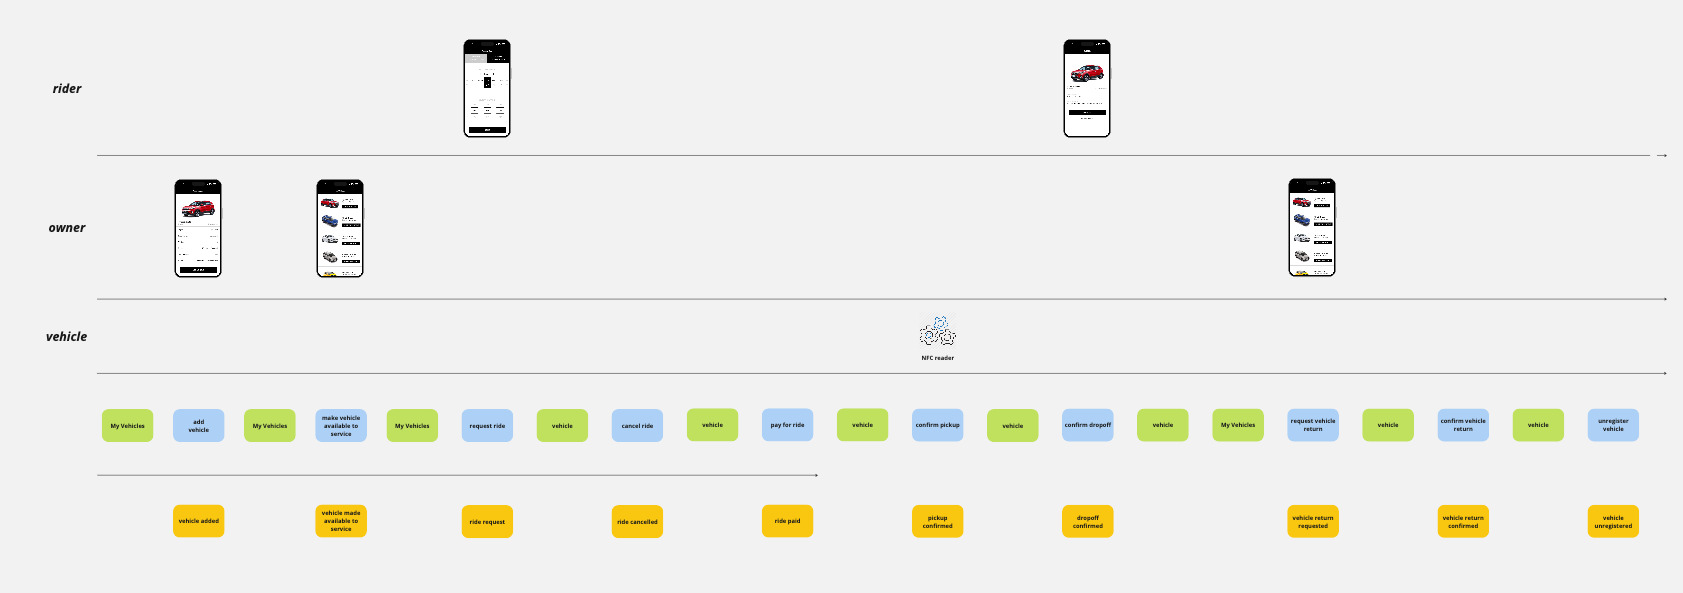 rider
owner
vehicle
NFC reader
My Vehicles
add
vehicle
My Vehicles
make vehicle
available to
service
My Vehicles
request ride
vehicle
cancel ride
vehicle
pay for ride
vehicle
confirm pickup
vehicle
confirm dropoff
vehicle
My Vehicles
request vehicle
return
vehicle
confirm vehicle
return
vehicle
unregister
vehicle
vehicle added
vehicle made
available to
service
ride request
ride cancelled
ride paid
pickup
confirmed
dropoff
confirmed
vehicle return
requested
vehicle return
confirmed
vehicle
unregistered